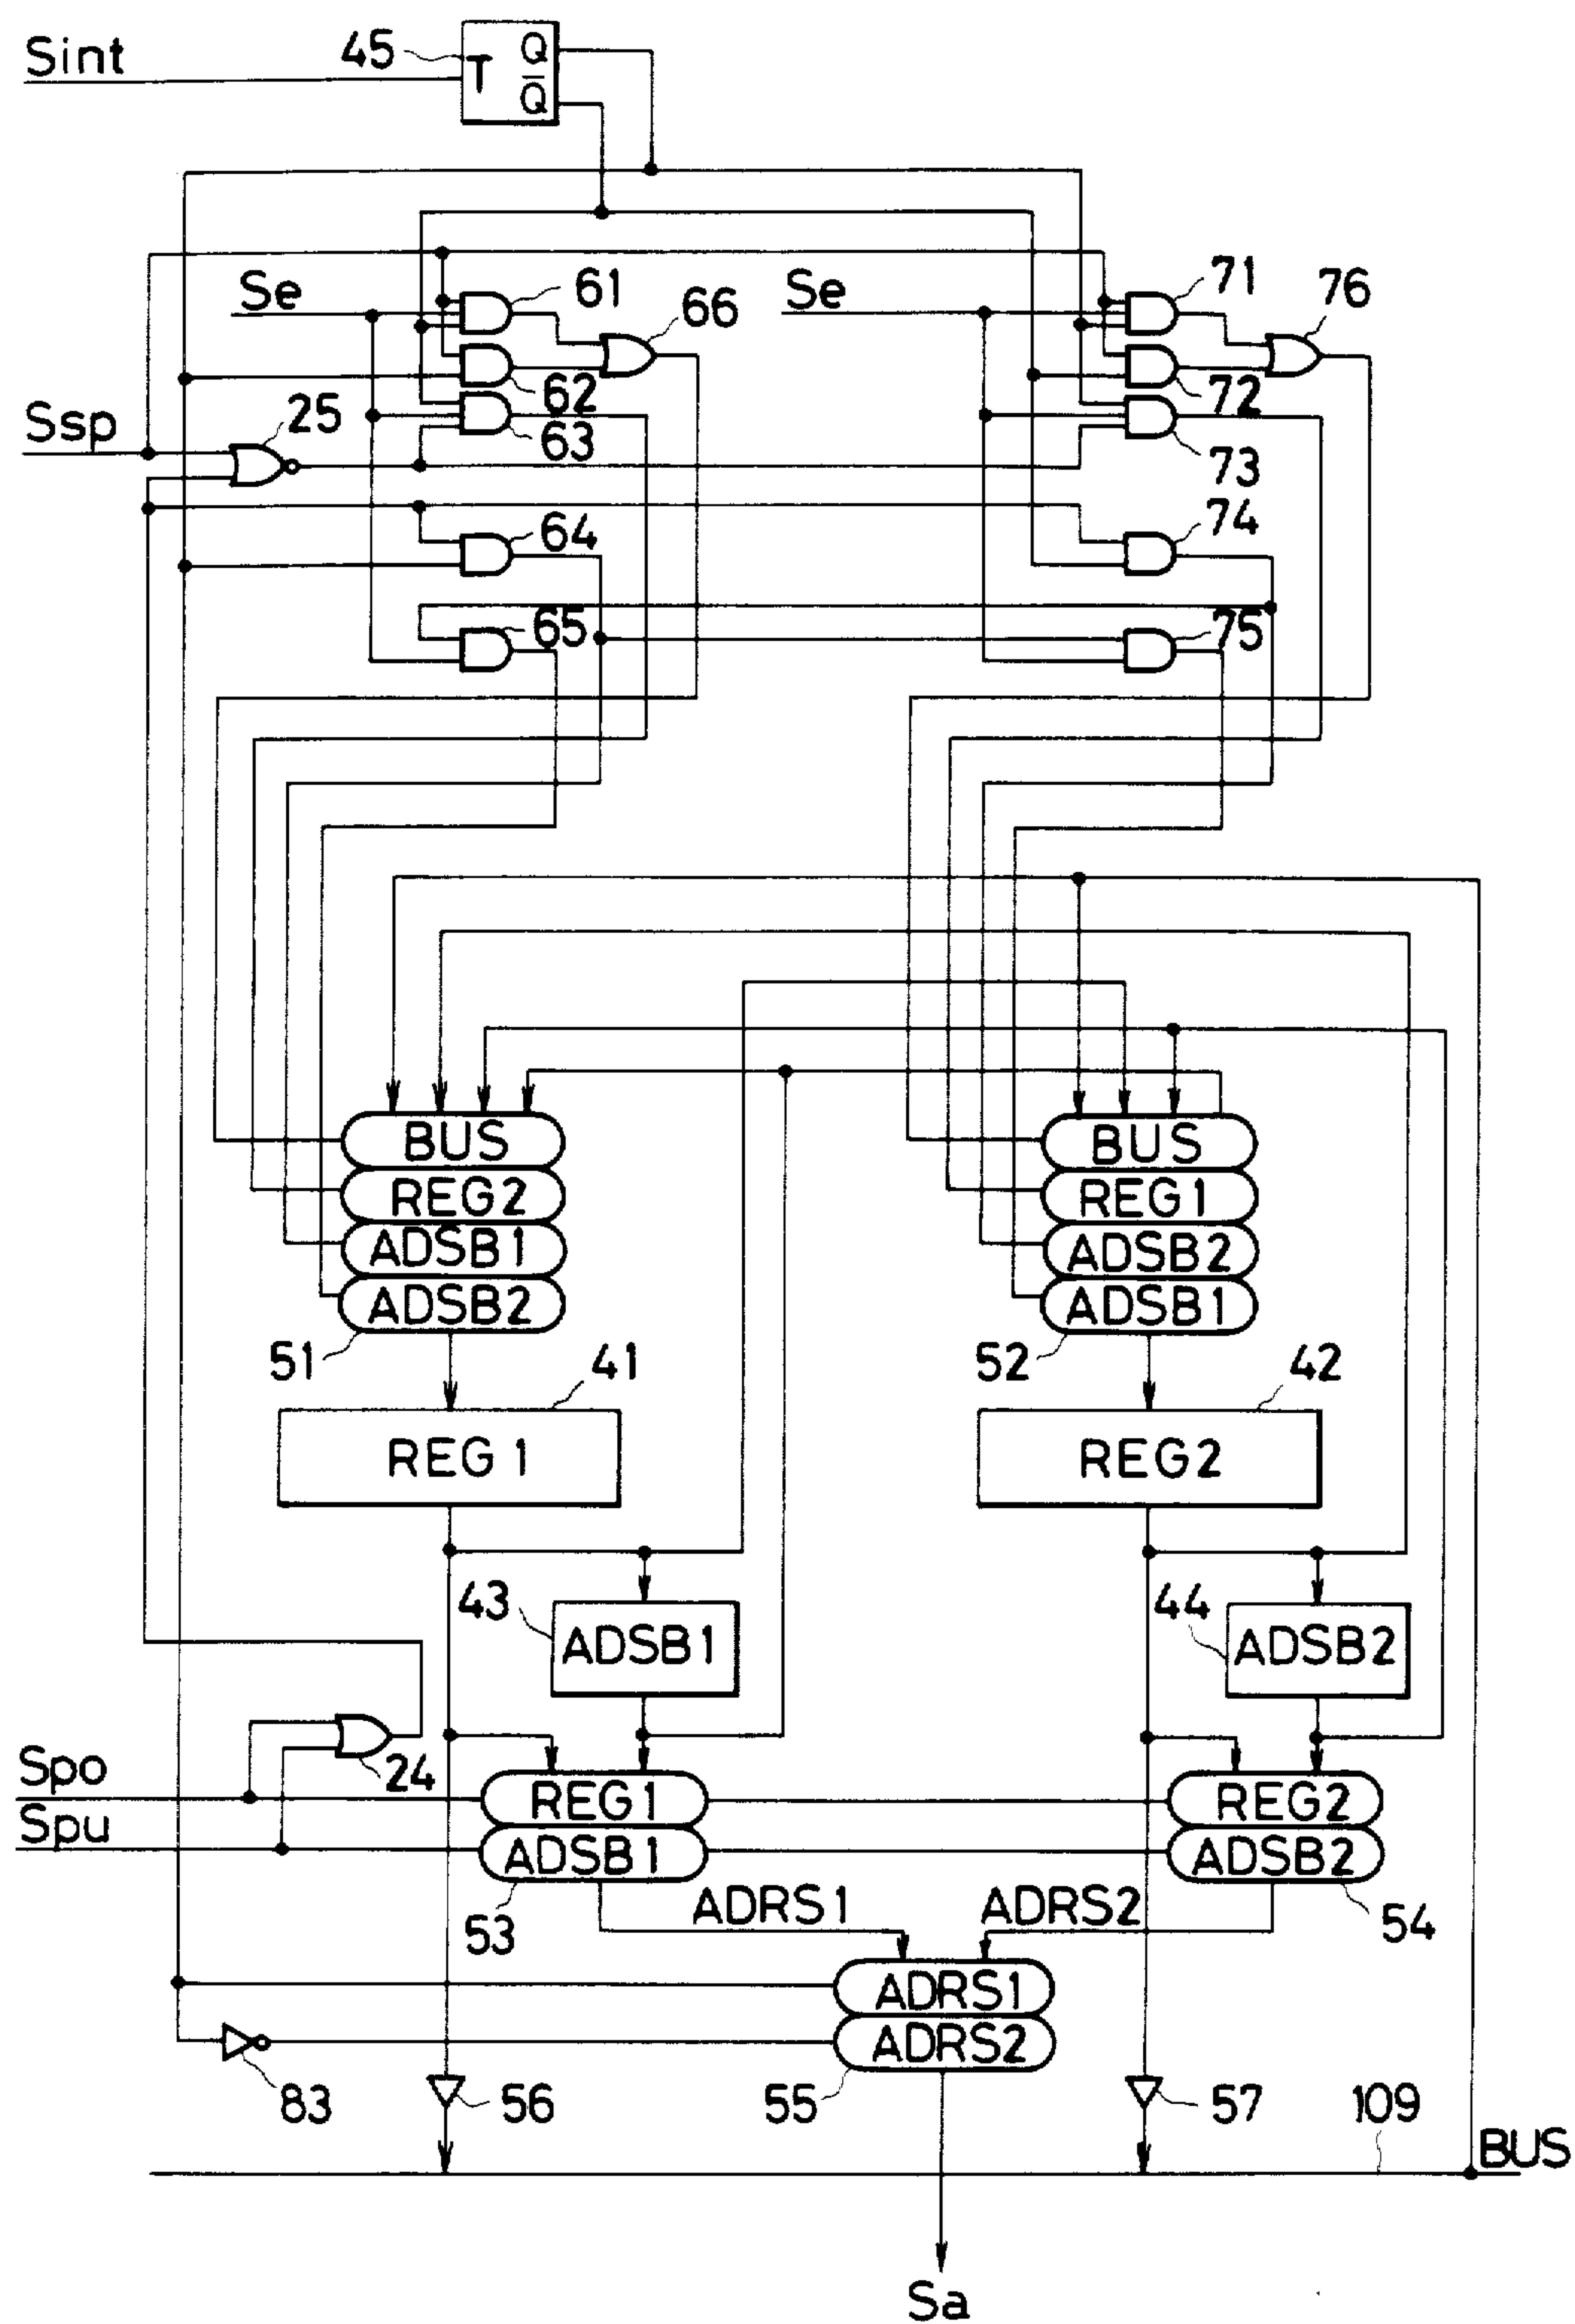 Sint
45
T
Q
Q̅
Se
61
66
Se
71
76
62
72
Ssp
25
63
73
64
74
65
75
BUS
REG2
ADSB1
ADSB2
BUS
REG1
ADSB2
ADSB1
51
41
52
42
REG1
REG2
43
ADSB1
44
ADSB2
Spo
24
Spu
REG1
ADSB1
REG2
ADSB2
53
ADRS1
ADRS2
54
ADRS1
ADRS2
83
56
55
57
109
BUS
Sa